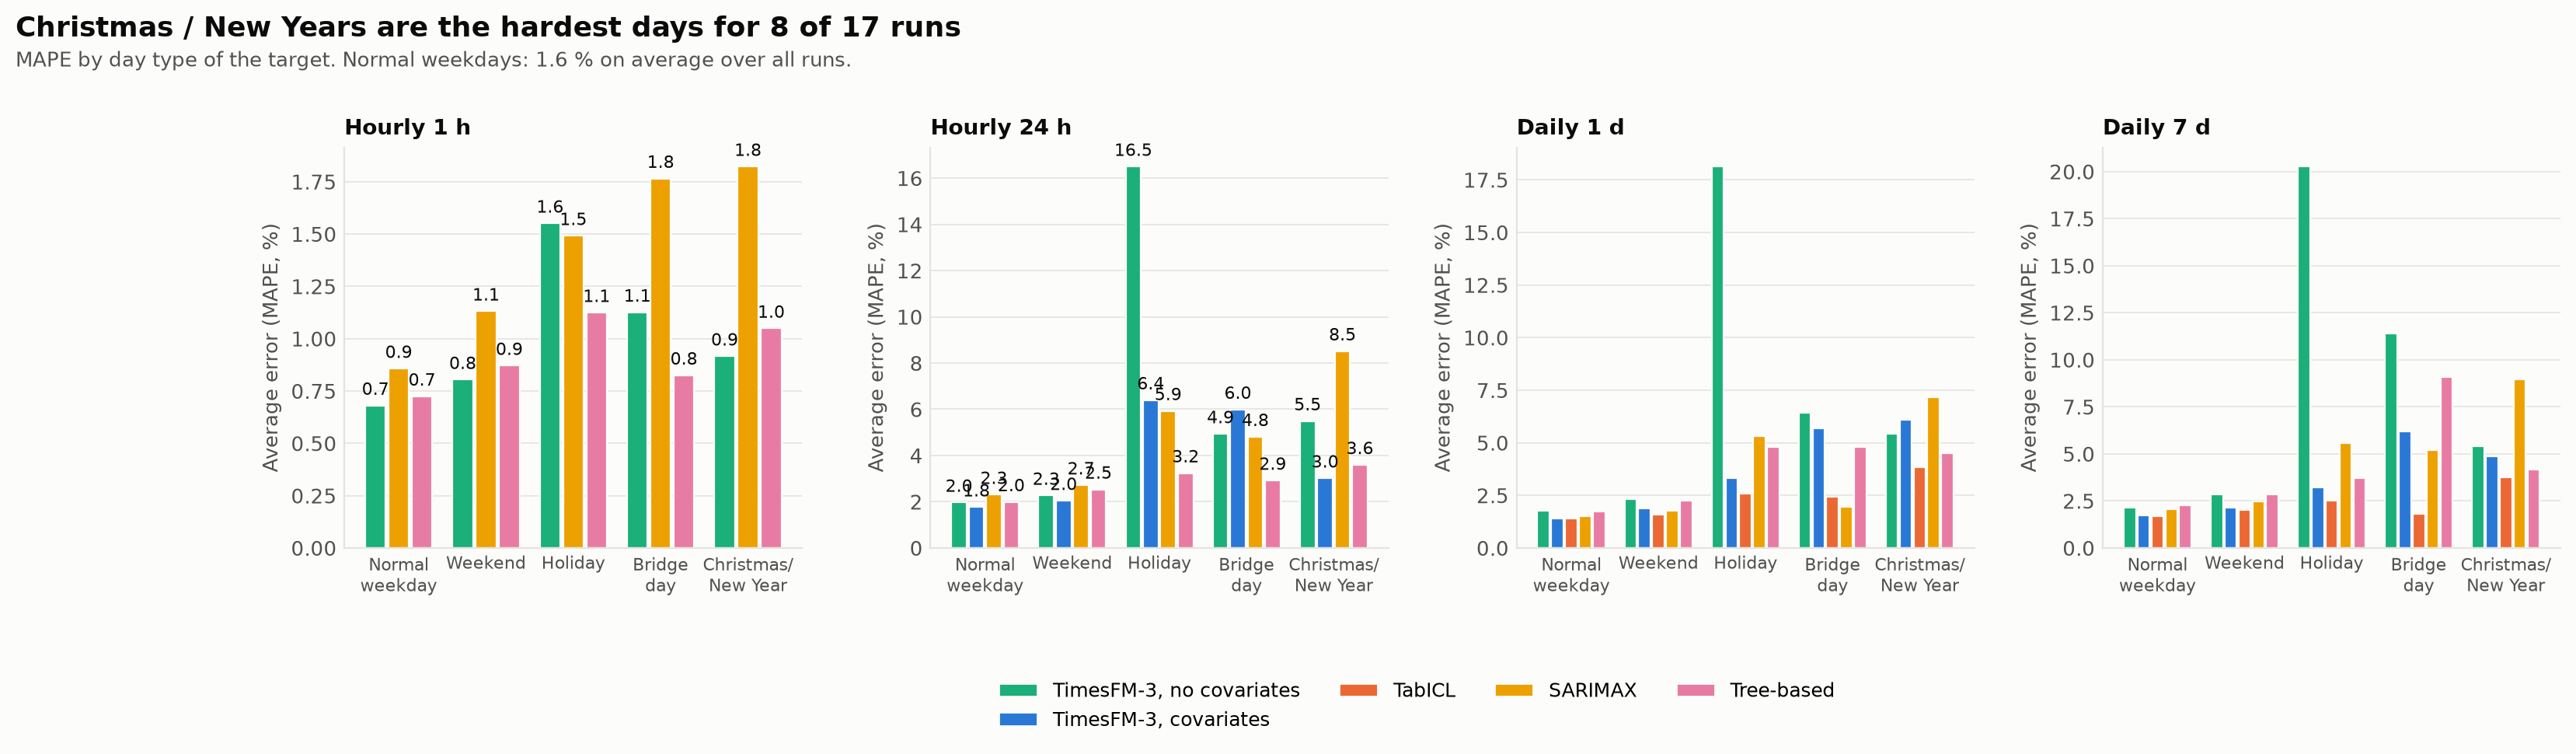 Christmas / New Years are the hardest days for 8 of 17 runs
MAPE by day type of the target. Normal weekdays: 1.6 % on average over all runs.
Hourly 1 h
Average error (MAPE, %)
1.75
1.50
1.25
1.00
0.75
0.50
0.25
0.00
0.7
0.9
0.7
0.8
1.1
0.9
1.6
1.5
1.1
1.1
1.8
0.8
0.9
1.8
1.0
Normal weekday
Weekend
Holiday
Bridge day
Christmas/ New Year
Hourly 24 h
Average error (MAPE, %)
16
14
12
10
8
6
4
2
0
2.0
1.8
2.3
2.0
2.3
2.0
2.7
2.5
16.5
6.4
5.9
3.2
4.9
6.0
4.8
2.9
5.5
3.0
8.5
3.6
Normal weekday
Weekend
Holiday
Bridge day
Christmas/ New Year
Daily 1 d
Average error (MAPE, %)
17.5
15.0
12.5
10.0
7.5
5.0
2.5
0.0
Normal weekday
Weekend
Holiday
Bridge day
Christmas/ New Year
Daily 7 d
Average error (MAPE, %)
20.0
17.5
15.0
12.5
10.0
7.5
5.0
2.5
0.0
Normal weekday
Weekend
Holiday
Bridge day
Christmas/ New Year
TimesFM-3, no covariates
TimesFM-3, covariates
TabICL
SARIMAX
Tree-based